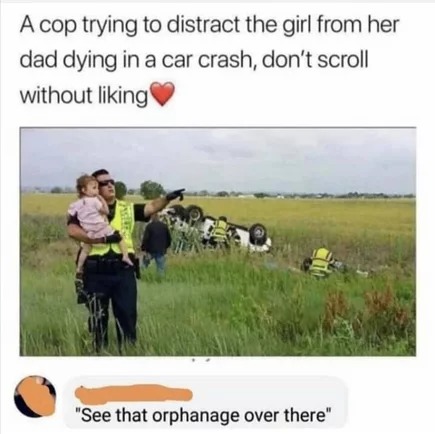 A cop trying to distract the girl from her
dad dying in a car crash, don't scroll
without liking❤️
"See that orphanage over there"